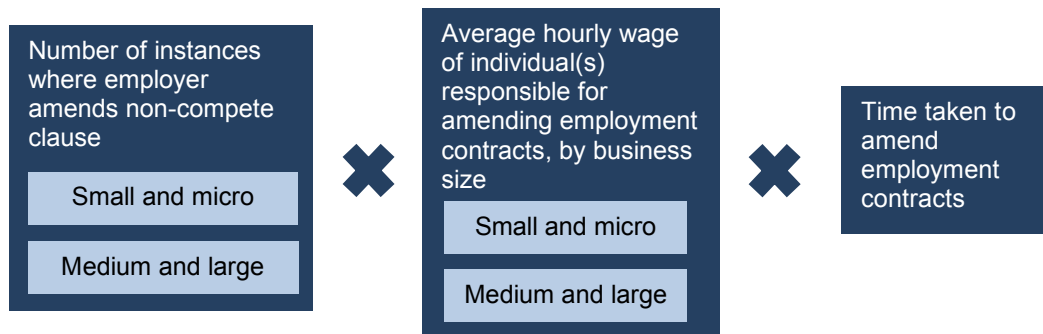 Number of instances
where employer
amends non-compete
clause
Small and micro
Medium and large
Average hourly wage
of individual(s)
responsible for
amending employment
contracts, by business
size
Small and micro
Medium and large
Time taken to
amend
employment
contracts